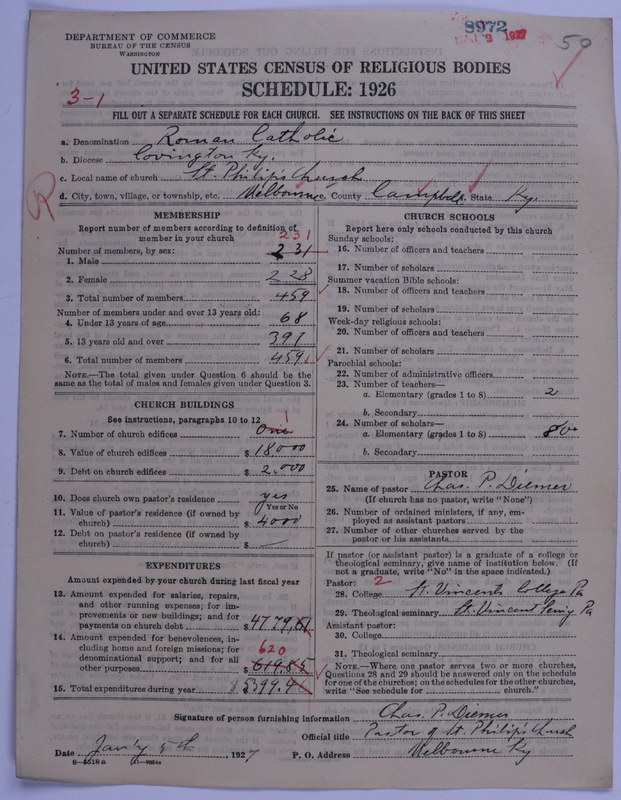 DEPARTMENT OF COMMERCE
BUREAU OF THE CENSUS
WASHINGTON
8972
2 1927
50
UNITED STATES CENSUS OF RELIGIOUS BODIES
SCHEDULE: 1926
3-1
FILL OUT A SEPARATE SCHEDULE FOR EACH CHURCH. SEE INSTRUCTIONS ON THE BACK OF THIS SHEET
a. Denomination Roman Catholic
b. Diocese Covington Ky.
c. Local name of church St. Philip's Church
d. City, town, village, or township, etc. Melbourne, County Campbell, State Ky.
MEMBERSHIP
Report number of members according to definition of member in your church
231
Number of members, by sex:
1. Male 231
2. Female 228
3. Total number of members 459
Number of members under and over 13 years old:
4. Under 13 years of age 68
5. 13 years old and over 391
6. Total number of members 459
NOTE.—The total given under Question 6 should be
same as the total of males and females given under Question 3.
CHURCH BUILDINGS
See instructions, paragraphs 10 to 12
1
7. Number of church edifices One
8. Value of church edifices $ 18000
9. Debt on church edifices $ 2,000
10. Does church own pastor's residence yes
Yes or No
11. Value of pastor's residence (if owned by
church) $ 4000
12. Debt on pastor's residence (if owned by
church) $ —
EXPENDITURES
Amount expended by your church during last fiscal year
13. Amount expended for salaries, repairs,
and other running expenses; for im-
provements or new buildings; and for
payments on church debt $ 4779.61
14. Amount expended for benevolences, in-
cluding home and foreign missions; for 620
denominational support; and for all
other purposes $ 619.85
15. Total expenditures during year $ 5399.4
CHURCH SCHOOLS
Report here only schools conducted by this church
Sunday schools:
16. Number of officers and teachers
17. Number of scholars
Summer vacation Bible schools:
18. Number of officers and teachers
19. Number of scholars
Week-day religious schools:
20. Number of officers and teachers
21. Number of scholars
Parochial schools:
22. Number of administrative officers
23. Number of teachers—
a. Elementary (grades 1 to 8) 2
b. Secondary
24. Number of scholars—
a. Elementary (grades 1 to 8)
b. Secondary
PASTOR
25. Name of pastor Chas. P. Diemer
(If church has no pastor, write "None")
26. Number of ordained ministers, if any, em-
ployed as assistant pastors
27. Number of other churches served by the
pastor or his assistants
If pastor (or assistant pastor) is a graduate of a college or
theological seminary, give name of institution below. (If
not a graduate, write "No" in the space indicated.)
Pastor: 2
28. College St. Vincents College Pa
29. Theological seminary St. Vincent Pa
Assistant pastor:
30. College
31. Theological seminary
NOTE.—Where one pastor serves two or more churches,
Questions 28 and 29 should be answered only on the schedule
for one of the churches; on the schedules for the other churches,
write "See schedule for church."
Signature of person furnishing information Chas. P. Diemer
Official title Pastor of St. Philip's Church
Date Jan'y 5th, 1927 P. O. Address Melbourne Ky
8-5518a